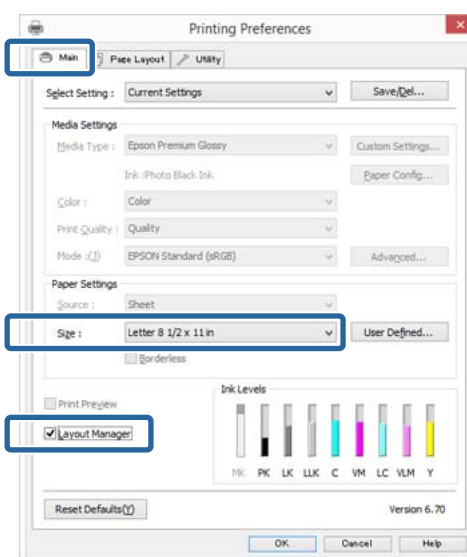 Printing Preferences
Main Page Layout Utility
Select Setting : Current Settings Save/Del...
Media Settings
Media Type : Epson Premium Glossy Custom Settings...
Ink :Photo Black Ink Paper Config...
Color : Color
Print Quality : Quality
Mode :(J) EPSON Standard (sRGB) Advanced...
Paper Settings
Source : Sheet
Size : Letter 8 1/2 x 11 in User Defined...
Borderless
Ink Levels
Print Preview
Layout Manager
MK PK LK LLK C VM LC VLM Y
Reset Defaults(Y) Version 6.70
OK Cancel Help